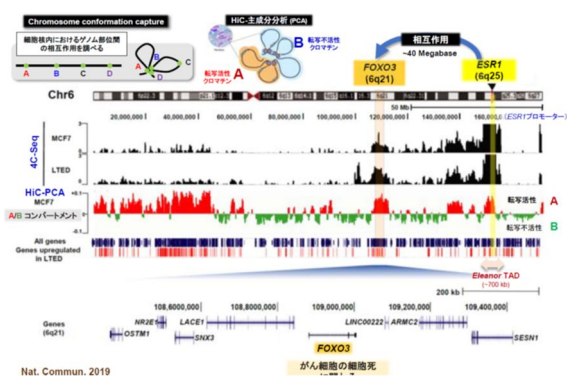 Chromosome conformation capture
細胞核内におけるゲノム部位間
の相互作用を調べる
A B C D
B C
A D
HiC-主成分分析 (PCA)
B 転写不活性
クロマチン
転写活性 A
クロマチン
相互作用
~40 Megabase
FOXO3
(6q21)
ESR1
(6q25)
Chr6
50 Mb
20,000,000 40,000,000 60,000,000 80,000,000 100,000,000 120,000,000 140,000,000 160,000,000
(ESR1プロモーター)
4C-Seq
3
MCF7
0
3
LTED
0
HiC-PCA
MCF7
+0.1
0
-0.1
A/B コンパートメント
転写活性 A
転写不活性 B
All genes
Genes upregulated
in LTED
Eleanor TAD
(~700 kb)
200 kb
108,600,000 108,800,000 109,000,000 109,200,000 109,400,000
Genes
(6q21)
NR2E1 LACE1 LINC00222 ARMC2
OSTM1 SNX3 FOXO3 SESN1
がん細胞の細胞死
Nat. Commun. 2019